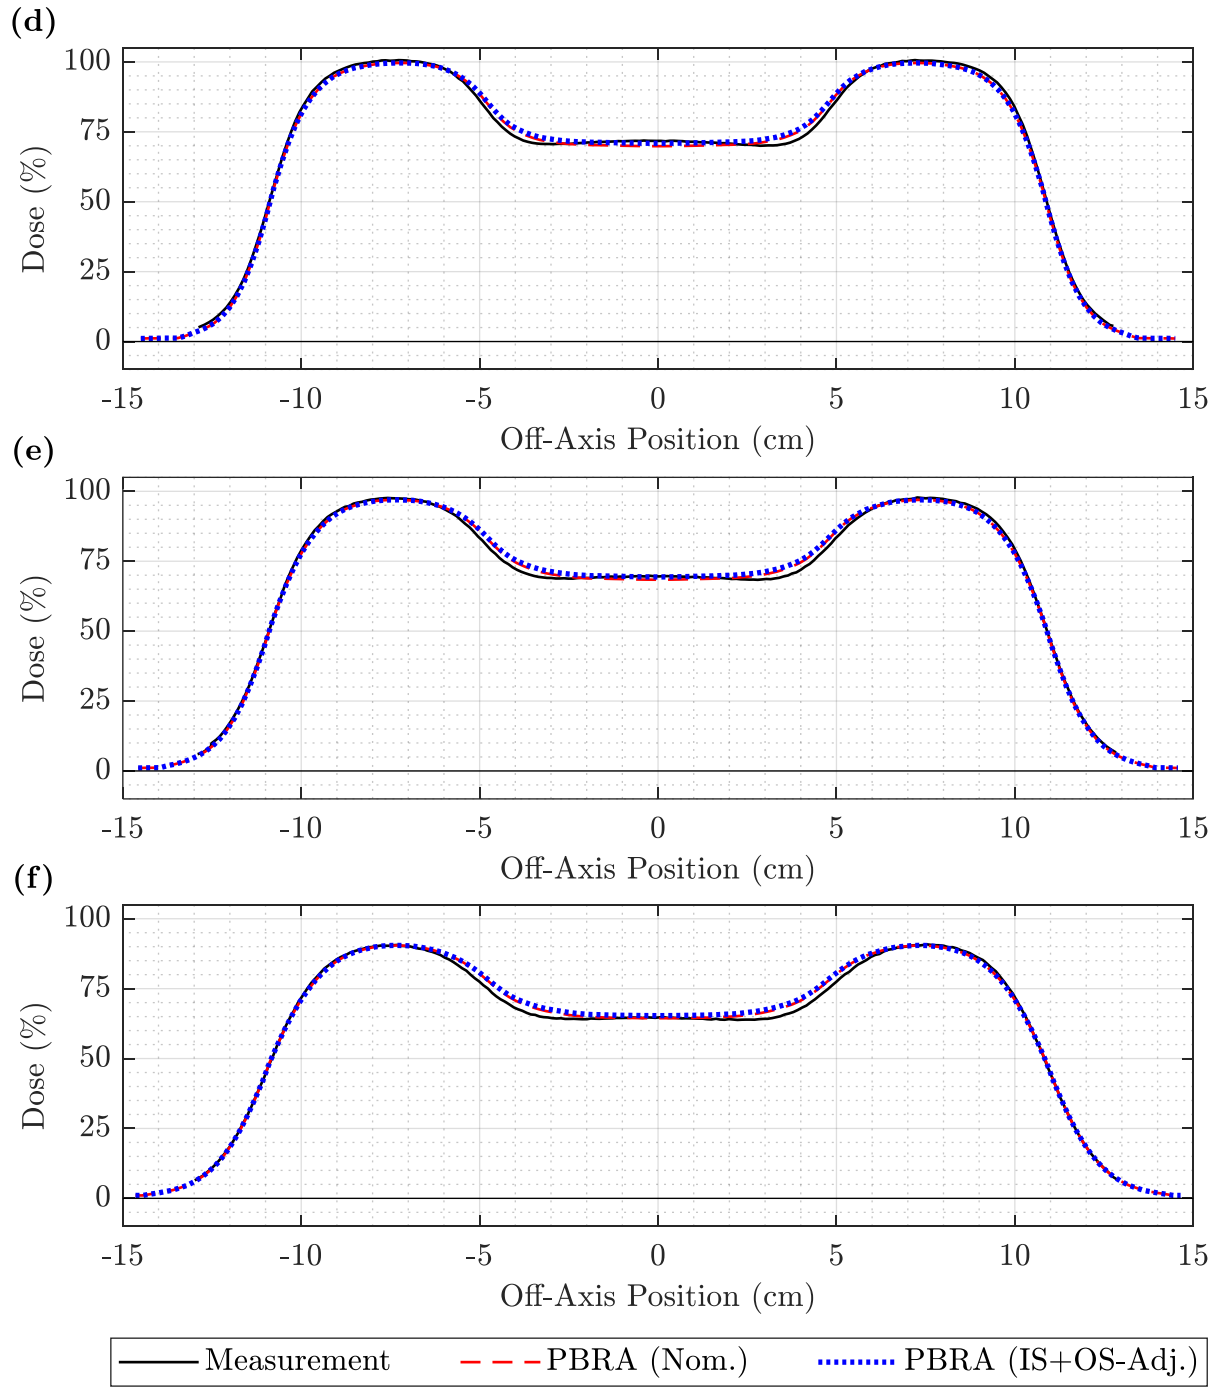 (d)
100
75
50
25
0
Dose (%)
-15 -10 -5 0 5 10 15
Off-Axis Position (cm)
(e)
100
75
50
25
0
Dose (%)
-15 -10 -5 0 5 10 15
Off-Axis Position (cm)
(f)
100
75
50
25
0
Dose (%)
-15 -10 -5 0 5 10 15
Off-Axis Position (cm)
Measurement PBRA (Nom.) PBRA (IS+OS-Adj.)